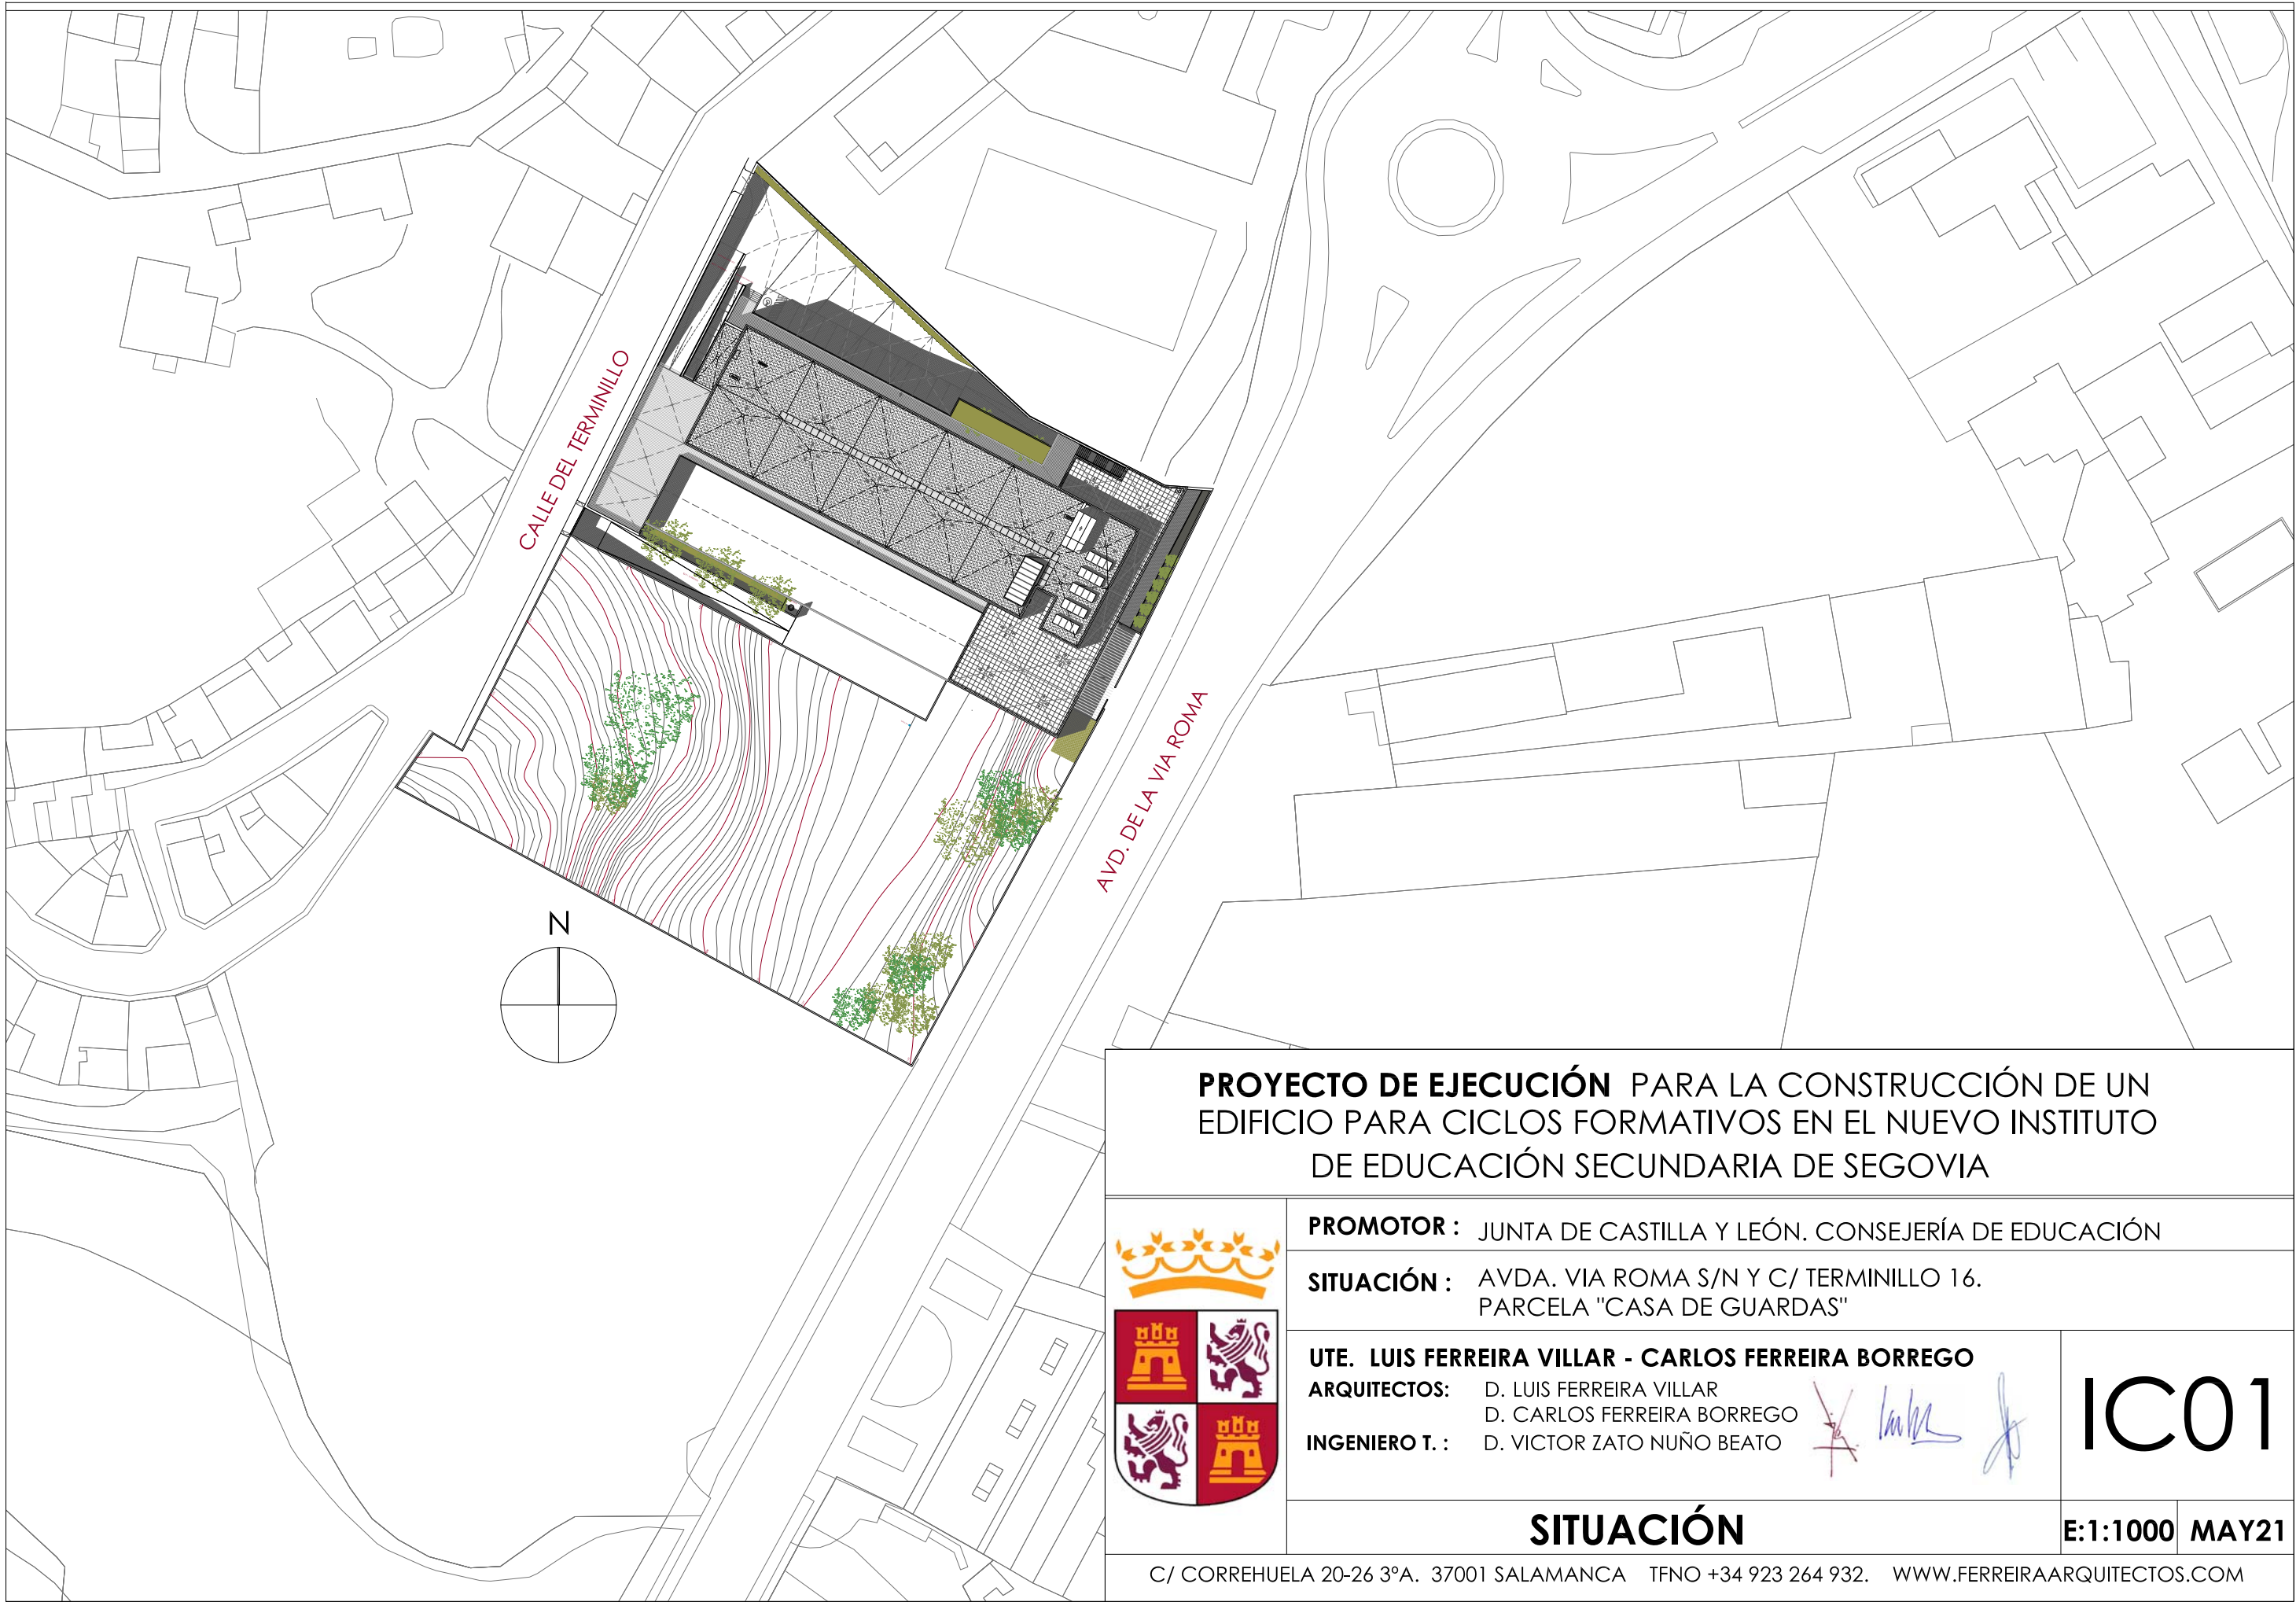 CALLE DEL TERMINILLO
AVD. DE LA VIA ROMA
N
PROYECTO DE EJECUCIÓN PARA LA CONSTRUCCIÓN DE UN
EDIFICIO PARA CICLOS FORMATIVOS EN EL NUEVO INSTITUTO
DE EDUCACIÓN SECUNDARIA DE SEGOVIA
PROMOTOR : JUNTA DE CASTILLA Y LEÓN. CONSEJERÍA DE EDUCACIÓN
SITUACIÓN : AVDA. VIA ROMA S/N Y C/ TERMINILLO 16.
PARCELA "CASA DE GUARDAS"
UTE. LUIS FERREIRA VILLAR - CARLOS FERREIRA BORREGO
ARQUITECTOS: D. LUIS FERREIRA VILLAR
D. CARLOS FERREIRA BORREGO
INGENIERO T. : D. VICTOR ZATO NUÑO BEATO
IC01
SITUACIÓN
E:1:1000 MAY21
C/ CORREHUELA 20-26 3ºA. 37001 SALAMANCA TFNO +34 923 264 932. WWW.FERREIRAARQUITECTOS.COM